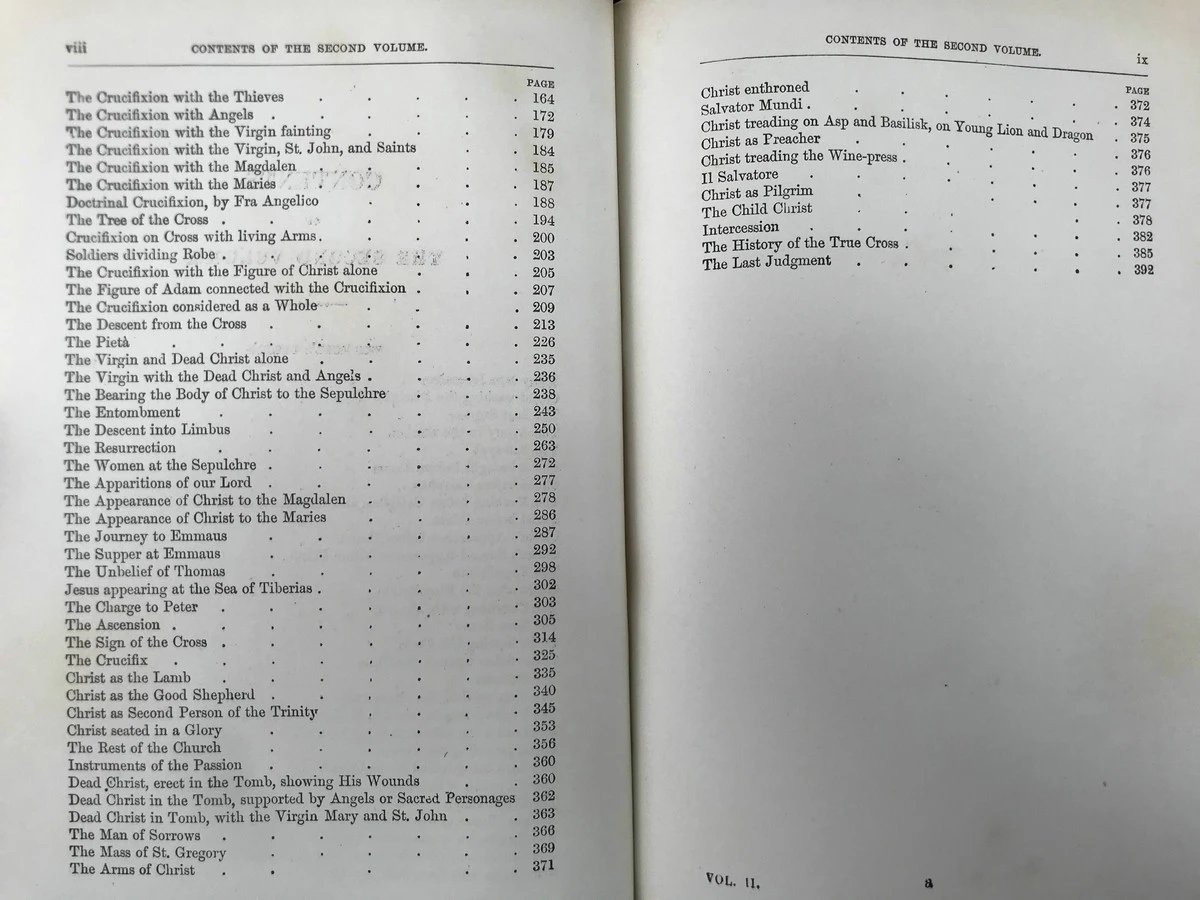 viii CONTENTS OF THE SECOND VOLUME.
PAGE
The Crucifixion with the Thieves . . . . . 164
The Crucifixion with Angels . . . . . . 172
The Crucifixion with the Virgin fainting . . . . 179
The Crucifixion with the Virgin, St. John, and Saints . . 184
The Crucifixion with the Magdalen . . . . 185
The Crucifixion with the Maries . . . . . 187
Doctrinal Crucifixion, by Fra Angelico . . . . 188
The Tree of the Cross . . . . . . 194
Crucifixion on Cross with living Arms . . . . . 200
Soldiers dividing Robe . . . . . . 203
The Crucifixion with the Figure of Christ alone . . . 205
The Figure of Adam connected with the Crucifixion . . . 207
The Crucifixion considered as a Whole . . . . 209
The Descent from the Cross . . . . . . 213
The Pietà . . . . . . . . 226
The Virgin and Dead Christ alone . . . . . 235
The Virgin with the Dead Christ and Angels . . . . 236
The Bearing the Body of Christ to the Sepulchre . . . 238
The Entombment . . . . . . . 243
The Descent into Limbus . . . . . . 250
The Resurrection . . . . . . . 263
The Women at the Sepulchre . . . . . . 272
The Apparitions of our Lord . . . . . . 277
The Appearance of Christ to the Magdalen . . . . 278
The Appearance of Christ to the Maries . . . . 286
The Journey to Emmaus . . . . . . 287
The Supper at Emmaus . . . . . . 292
The Unbelief of Thomas . . . . . . 298
Jesus appearing at the Sea of Tiberias . . . . . 302
The Charge to Peter . . . . . . . 303
The Ascension . . . . . . . . 305
The Sign of the Cross . . . . . . . 314
The Crucifix . . . . . . . . 325
Christ as the Lamb . . . . . . . 335
Christ as the Good Shepherd . . . . . . 340
Christ as Second Person of the Trinity . . . . 345
Christ seated in a Glory . . . . . . 353
The Rest of the Church . . . . . . 356
Instruments of the Passion . . . . . . 360
Dead Christ, erect in the Tomb, showing His Wounds . . 360
Dead Christ in the Tomb, supported by Angels or Sacred Personages 362
Dead Christ in Tomb, with the Virgin Mary and St. John . . 363
The Man of Sorrows . . . . . . . 366
The Mass of St. Gregory . . . . . . 369
The Arms of Christ . . . . . 371
CONTENTS OF THE SECOND VOLUME. ix
PAGE
Christ enthroned . . . . . . 372
Salvator Mundi . . . . . . . 374
Christ treading on Asp and Basilisk, on Young Lion and Dragon . 375
Christ as Preacher . . . . . . 376
Christ treading the Wine-press . . . . . 376
Il Salvatore . . . . . . . 377
Christ as Pilgrim . . . . . . 377
The Child Christ . . . . . . 378
Intercession . . . . . . . 382
The History of the True Cross . . . . . 385
The Last Judgment . . . . . . 392
VOL. II. a